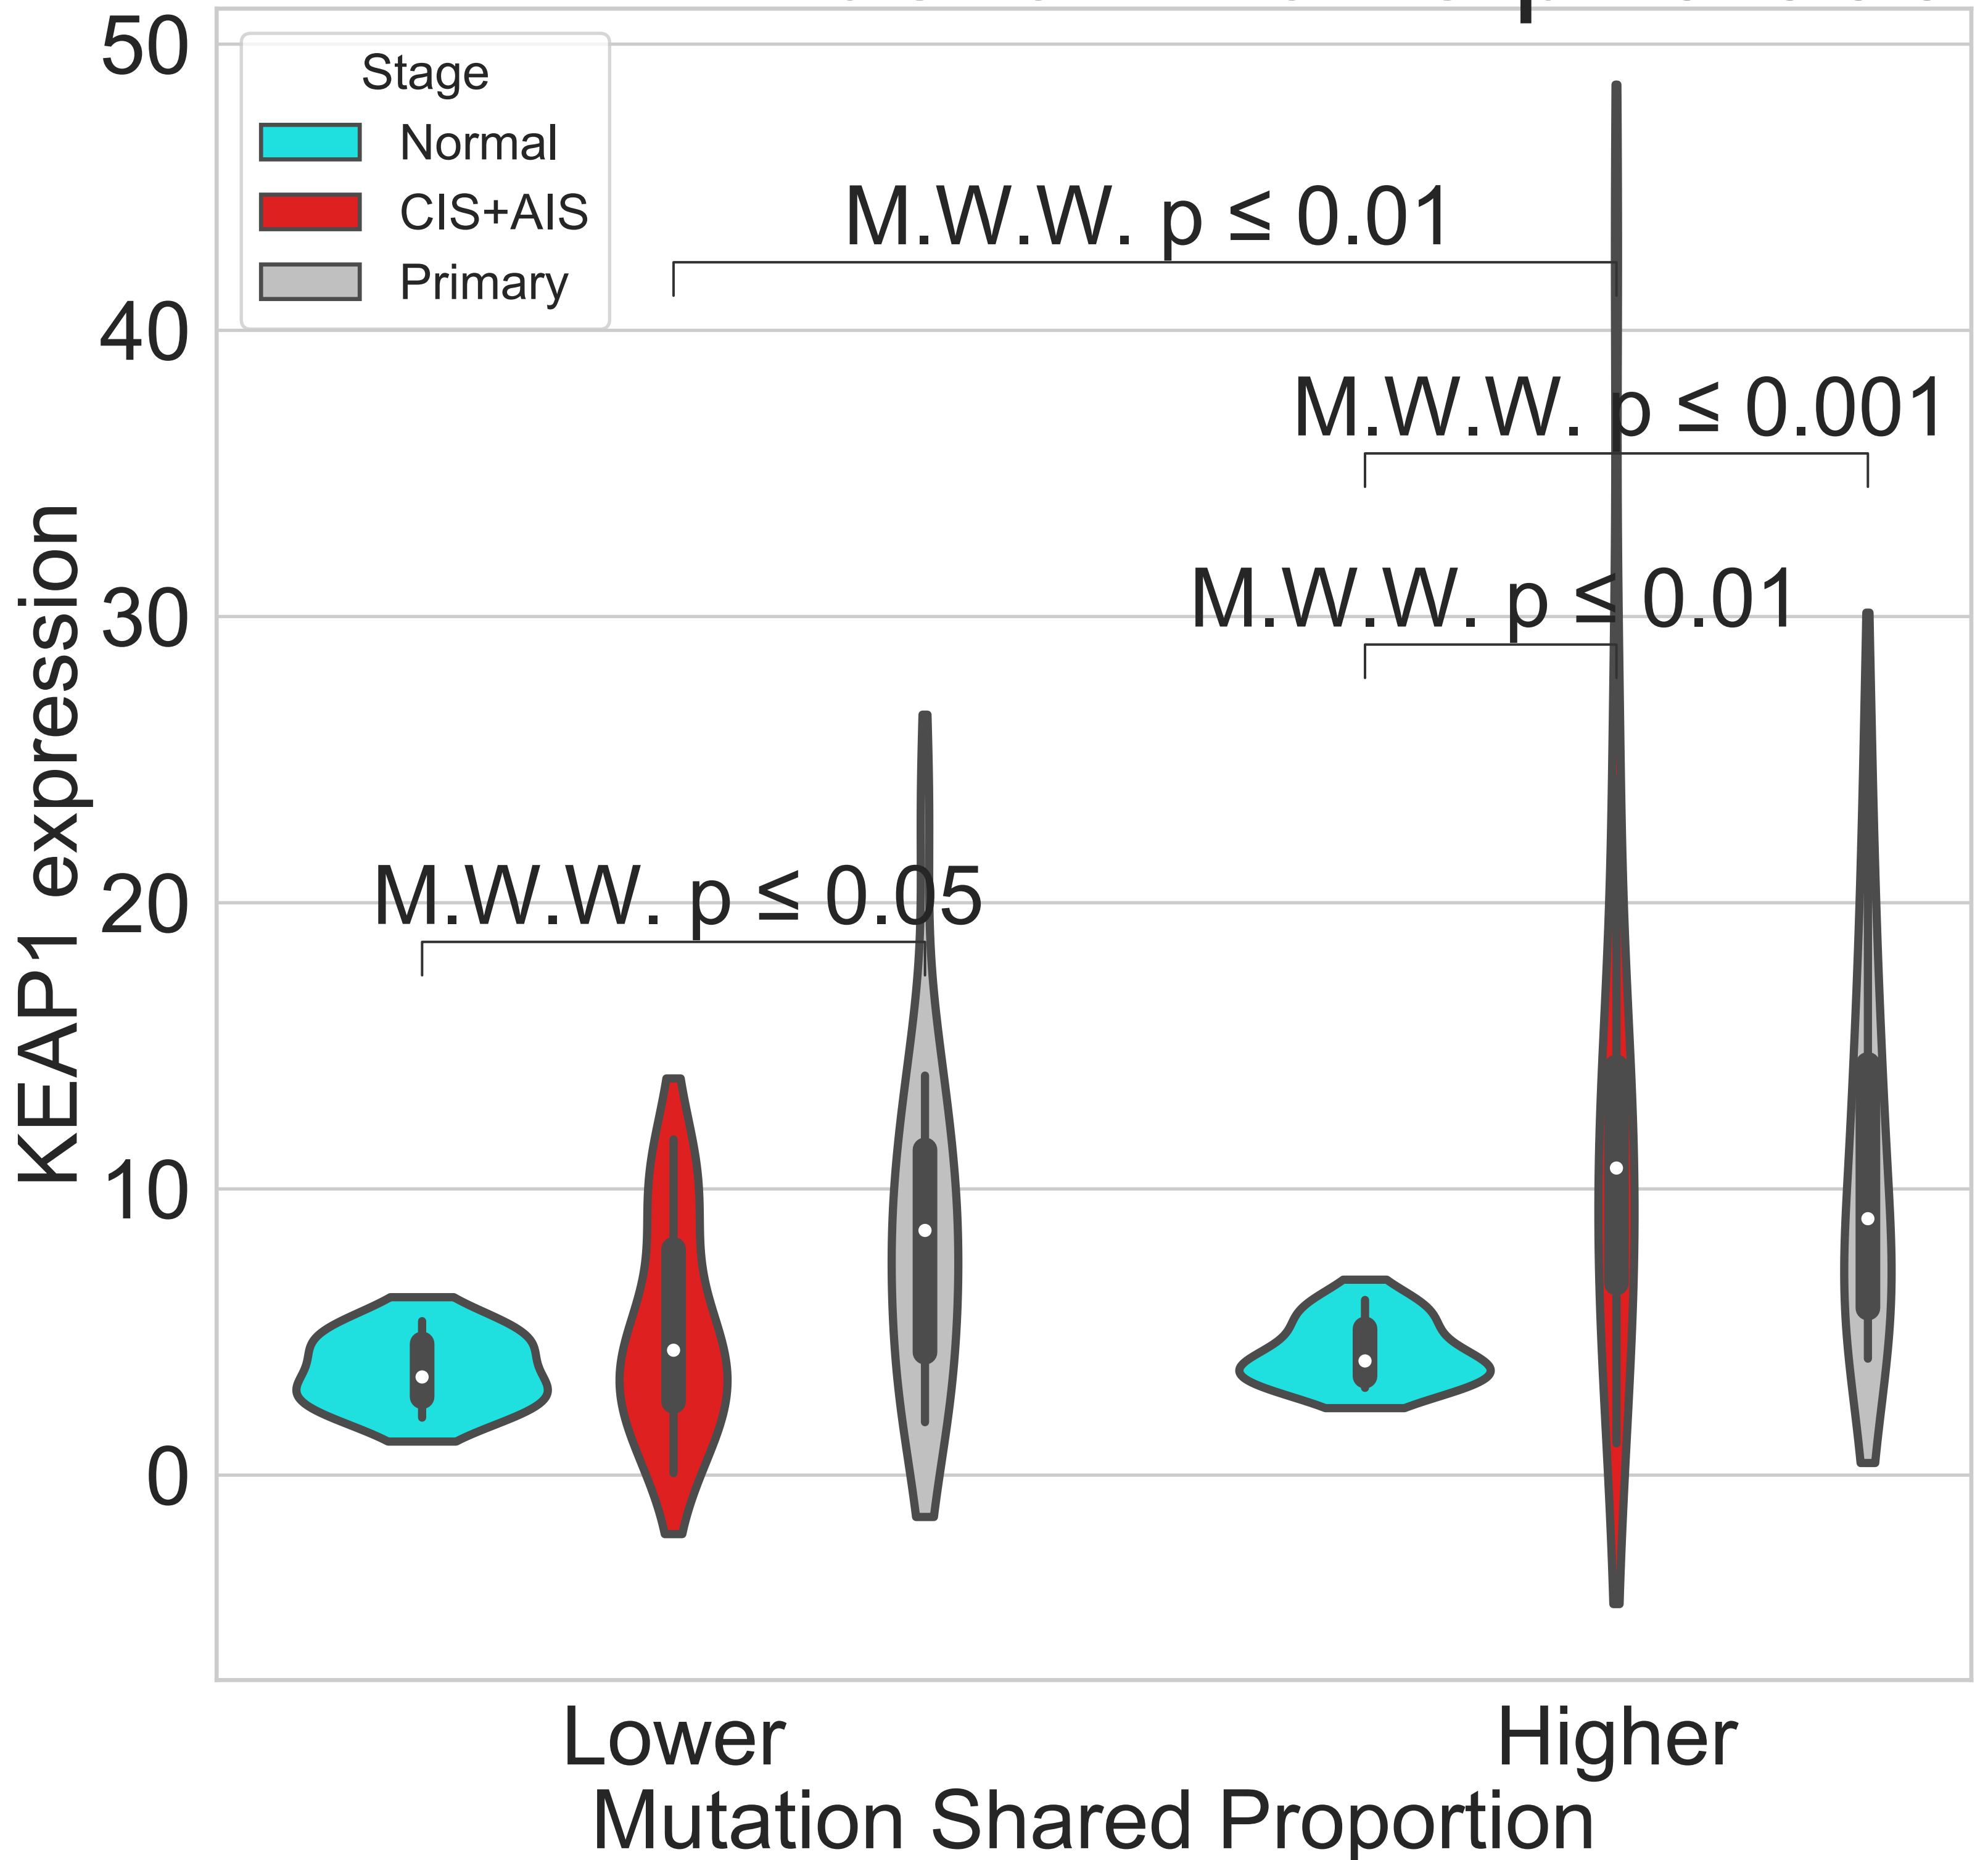 50
Stage
Normal
CIS+AIS
Primary
M.W.W. p ≤ 0.01
40
M.W.W. p ≤ 0.001
M.W.W. p ≤ 0.01
30
M.W.W. p ≤ 0.05
20
10
0
KEAP1 expression
Lower
Higher
Mutation Shared Proportion